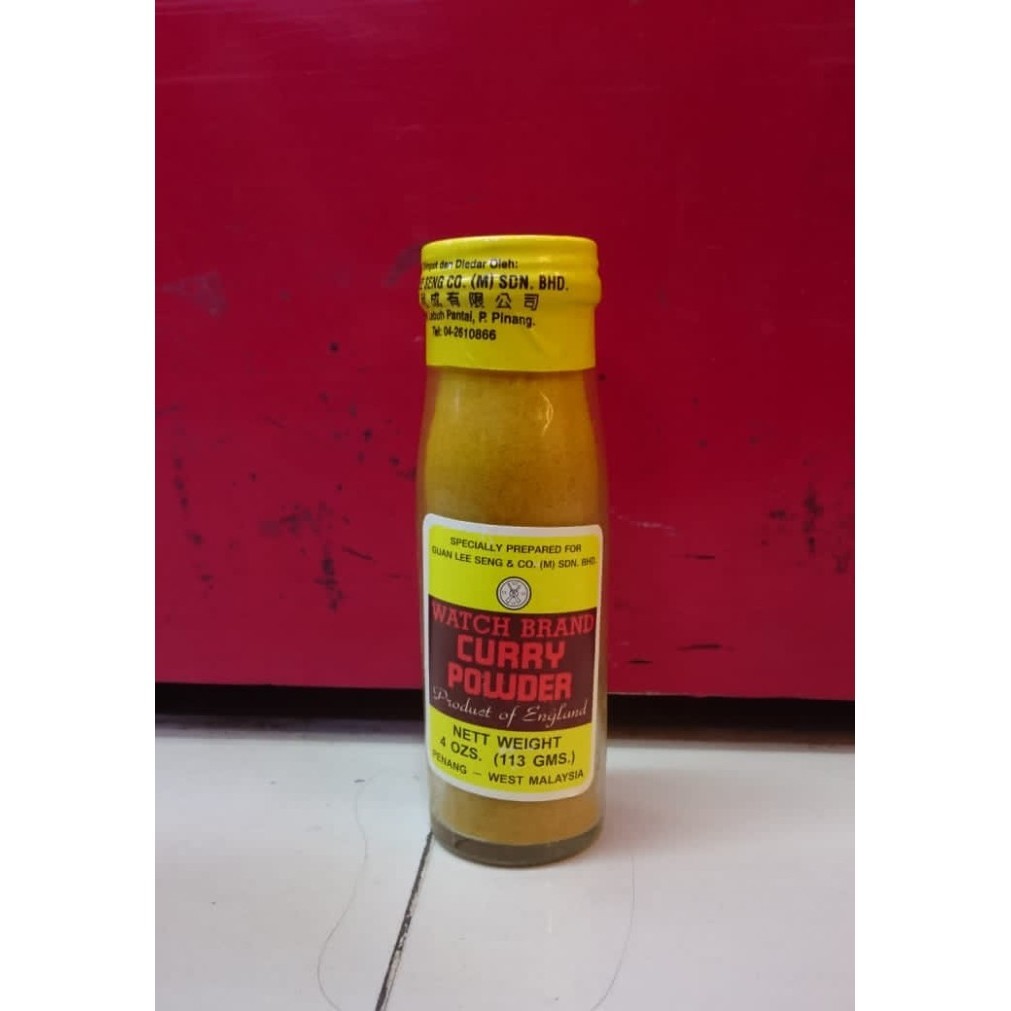 dan Diedar Oleh:
SENG CO. (M) SDN. BHD.
成有限公司
Pantai, P. Pinang.
Tel: 04-2610866
SPECIALLY PREPARED FOR
GUAN LEE SENG & CO. (M) SDN. BHD.
WATCH BRAND
CURRY
POWDER
Product of England
NETT WEIGHT
4 OZS. (113 GMS.)
PENANG - WEST MALAYSIA